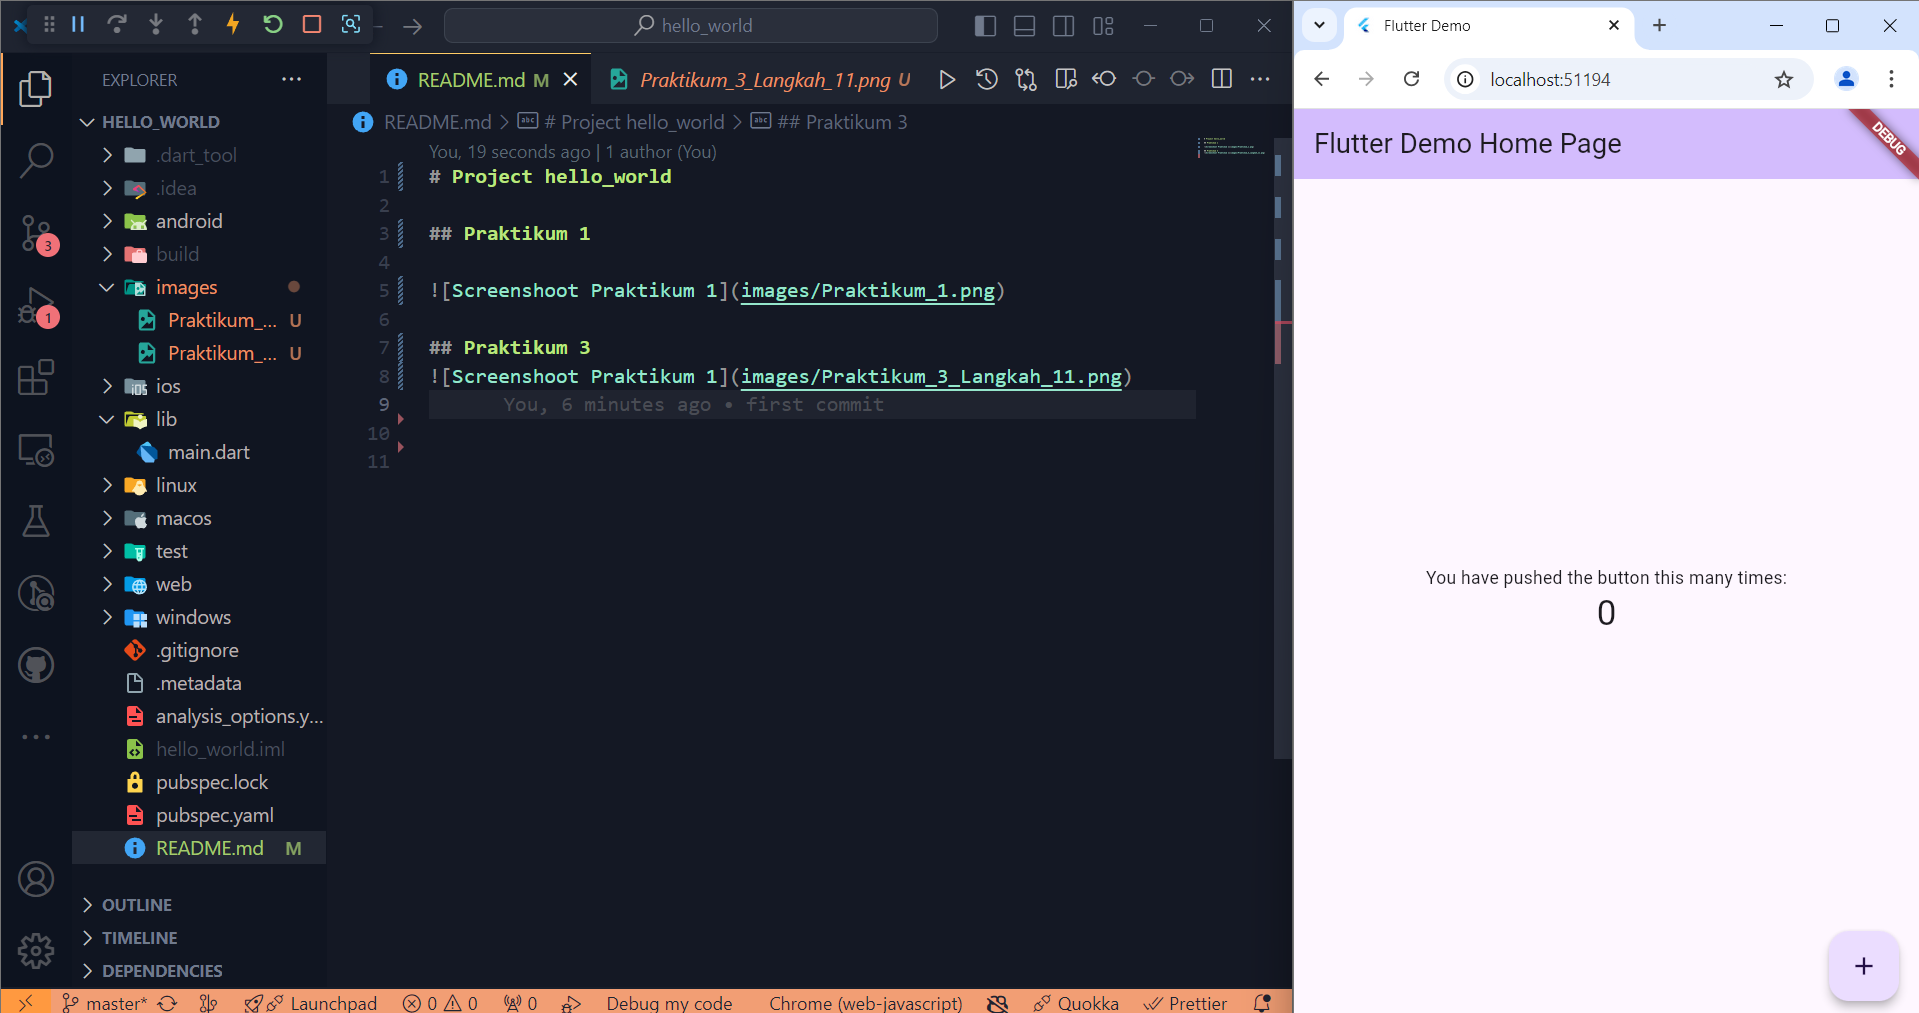 hello_world
EXPLORER
HELLO_WORLD
.dart_tool
.idea
android
build
images
Praktikum_... U
Praktikum_... U
ios
lib
main.dart
linux
macos
test
web
windows
.gitignore
.metadata
analysis_options.y...
hello_world.iml
pubspec.lock
pubspec.yaml
README.md M
OUTLINE
TIMELINE
DEPENDENCIES
3
1
README.md M
Praktikum_3_Langkah_11.png U
README.md > # Project hello_world > ## Praktikum 3
You, 19 seconds ago | 1 author (You)
1 # Project hello_world
2
3 ## Praktikum 1
4
5 ![Screenshoot Praktikum 1](images/Praktikum_1.png)
6
7 ## Praktikum 3
8 ![Screenshoot Praktikum 1](images/Praktikum_3_Langkah_11.png)
9 You, 6 minutes ago • first commit
10
11
master* Launchpad 0 0 0 Debug my code Chrome (web-javascript) Quokka Prettier
Flutter Demo
localhost:51194
Flutter Demo Home Page
DEBUG
You have pushed the button this many times:
0
+